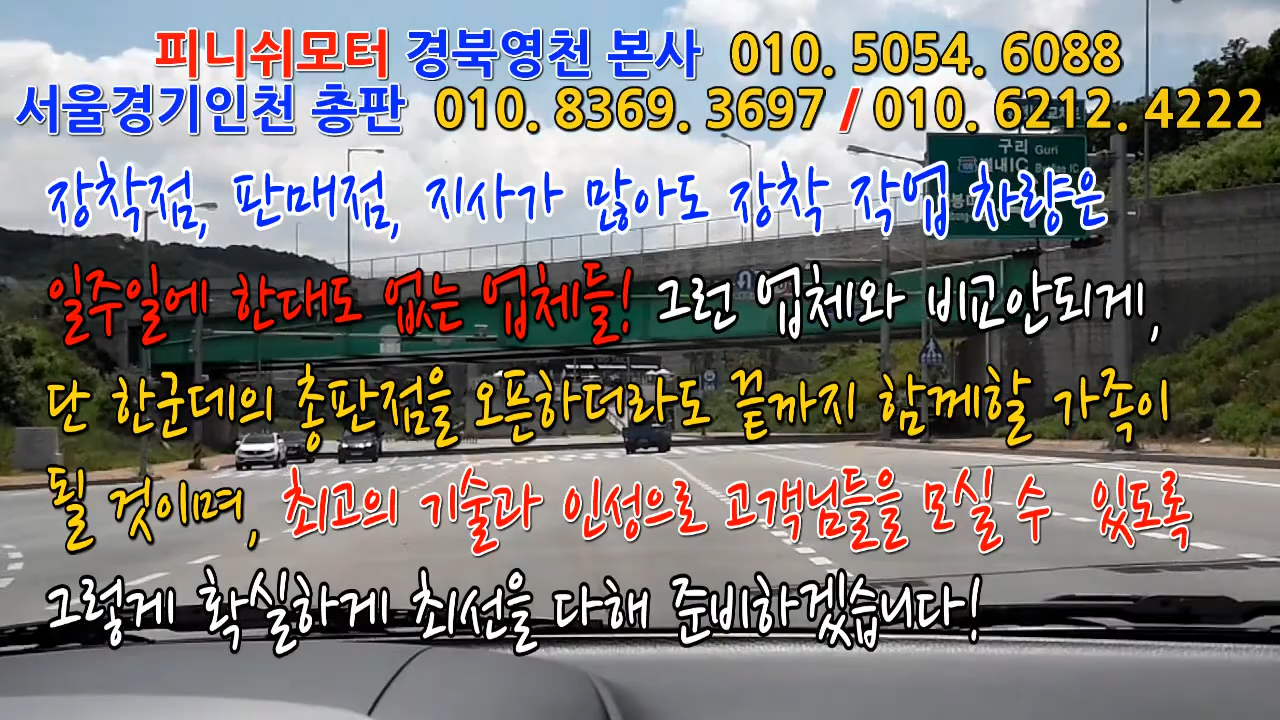 피니쉬모터 경북영천 본사 010. 5054. 6088
서울경기인천 총판 010. 8369. 3697 / 010. 6212. 4222
구리 Guri
장착점, 판매점, 지사가 많아도 장착 작업 차량은
일주일에 한대도 없는 업체들! 그런 업체와 비교안되게,
단 한군데의 총판점을 오픈하더라도 끝까지 함께할 가족이
될 것이며, 최고의 기술과 인성으로 고객님들을 모실 수 있도록
그렇게 확실하게 최선을 다해 준비하겠습니다!